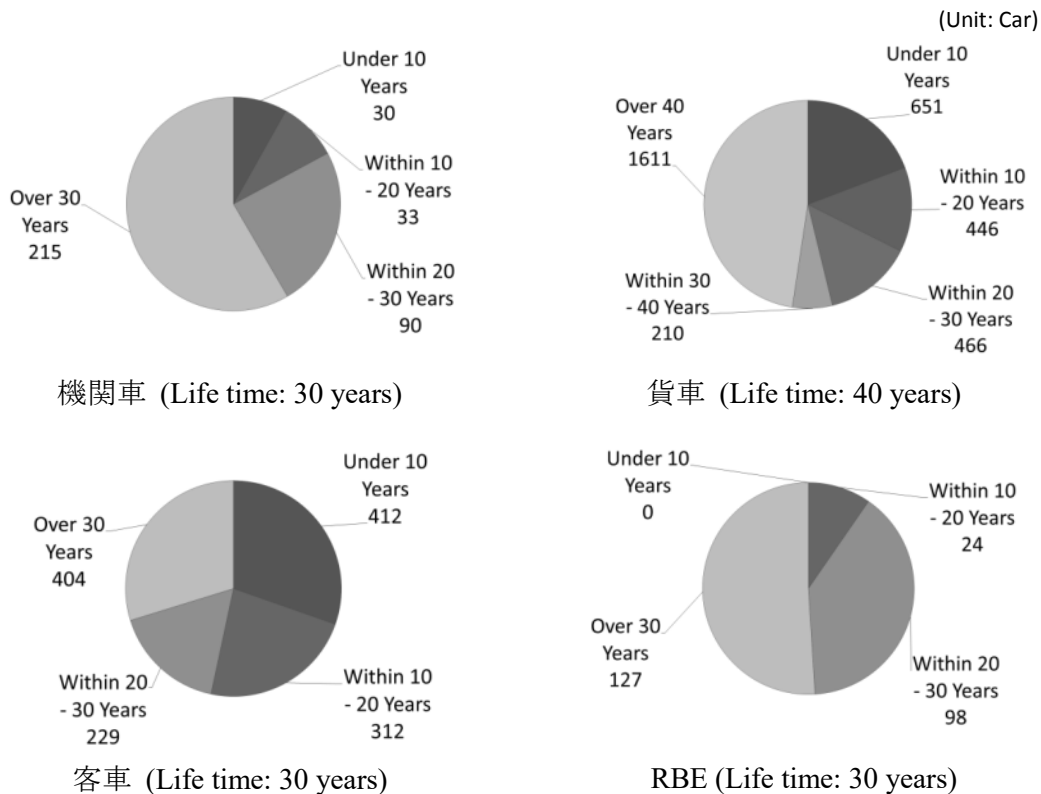 (Unit: Car)
Under 10
Years
30
Within 10
- 20 Years
33
Within 20
- 30 Years
90
Over 30
Years
215
機関車 (Life time: 30 years)
Under 10
Years
651
Within 10
- 20 Years
446
Within 20
- 30 Years
466
Within 30
- 40 Years
210
Over 40
Years
1611
貨車 (Life time: 40 years)
Under 10
Years
412
Within 10
- 20 Years
312
Within 20
- 30 Years
229
Over 30
Years
404
客車 (Life time: 30 years)
Under 10
Years
0
Within 10
- 20 Years
24
Within 20
- 30 Years
98
Over 30
Years
127
RBE (Life time: 30 years)